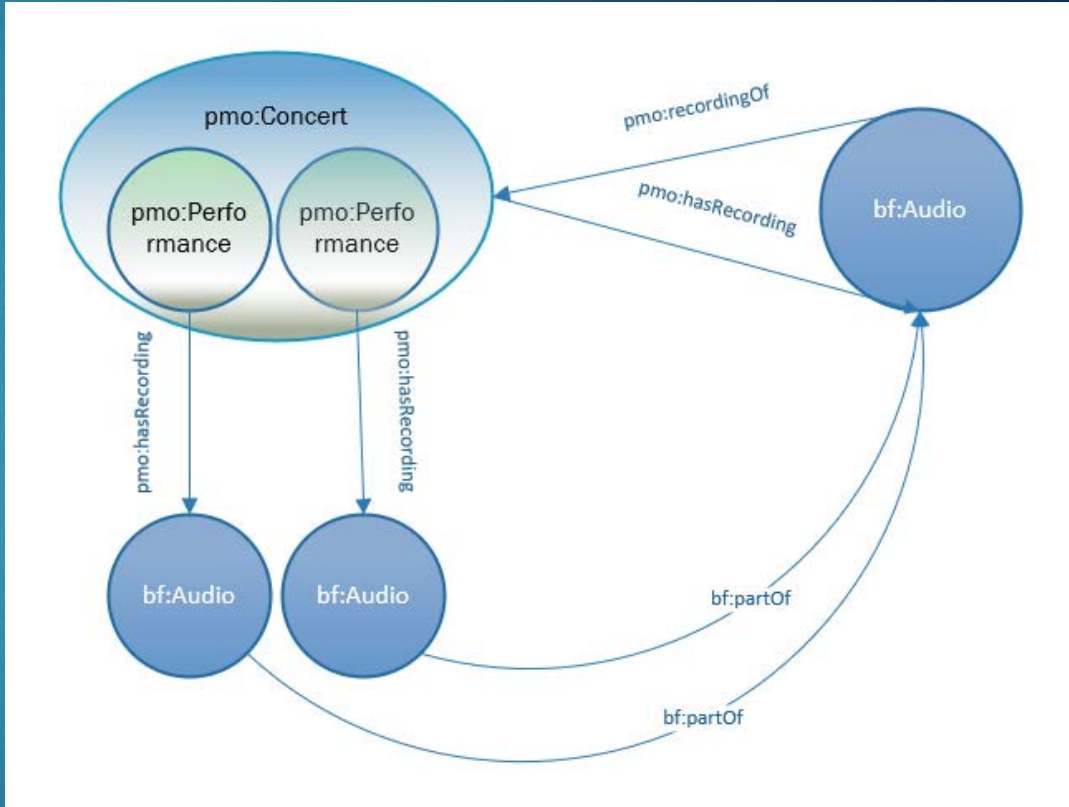 pmo:Concert
pmo:recordingOf
pmo:hasRecording
bf:Audio
pmo:Perfo
rmance
pmo:Perfo
rmance
pmo:hasRecording
pmo:hasRecording
bf:Audio
bf:Audio
bf:partOf
bf:partOf